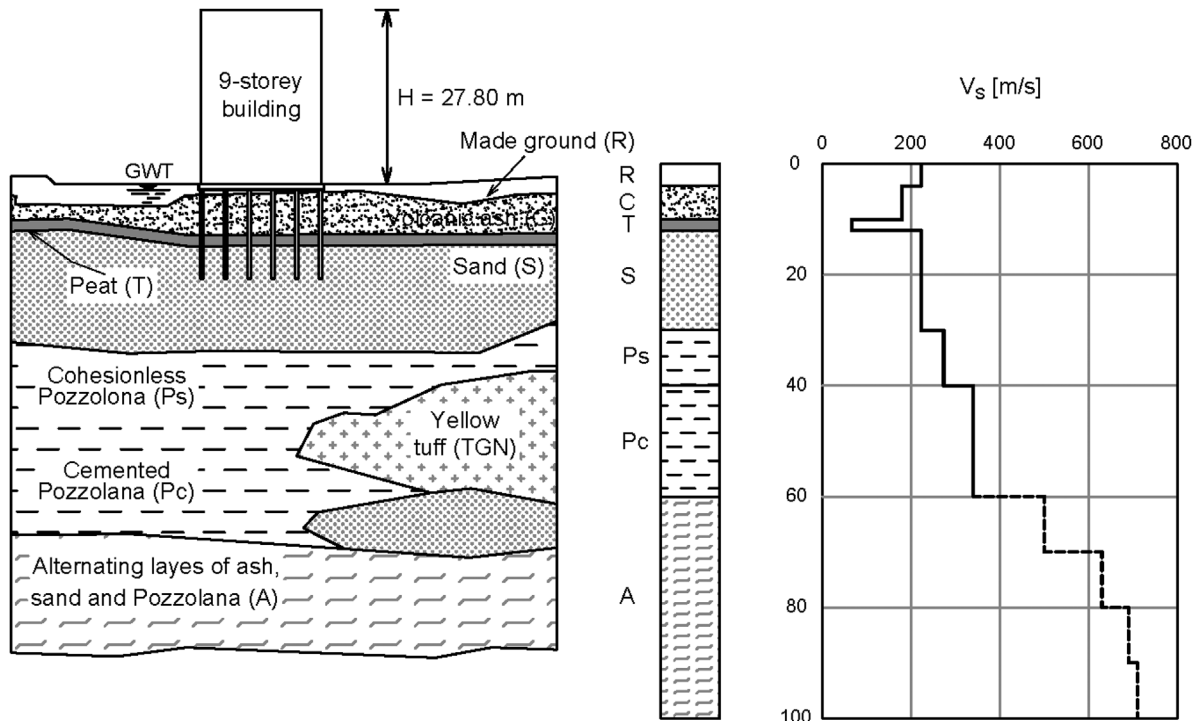 9-storey
building
H = 27.80 m
Made ground (R)
GWT
Volcanic ash (C)
Peat (T)
Sand (S)
Cohesionless
Pozzolona (Ps)
Yellow
tuff (TGN)
Cemented
Pozzolana (Pc)
Alternating layes of ash,
sand and Pozzolana (A)
R
C
T
S
Ps
Pc
A
Vs [m/s]
0 200 400 600 800
0
20
40
60
80
100